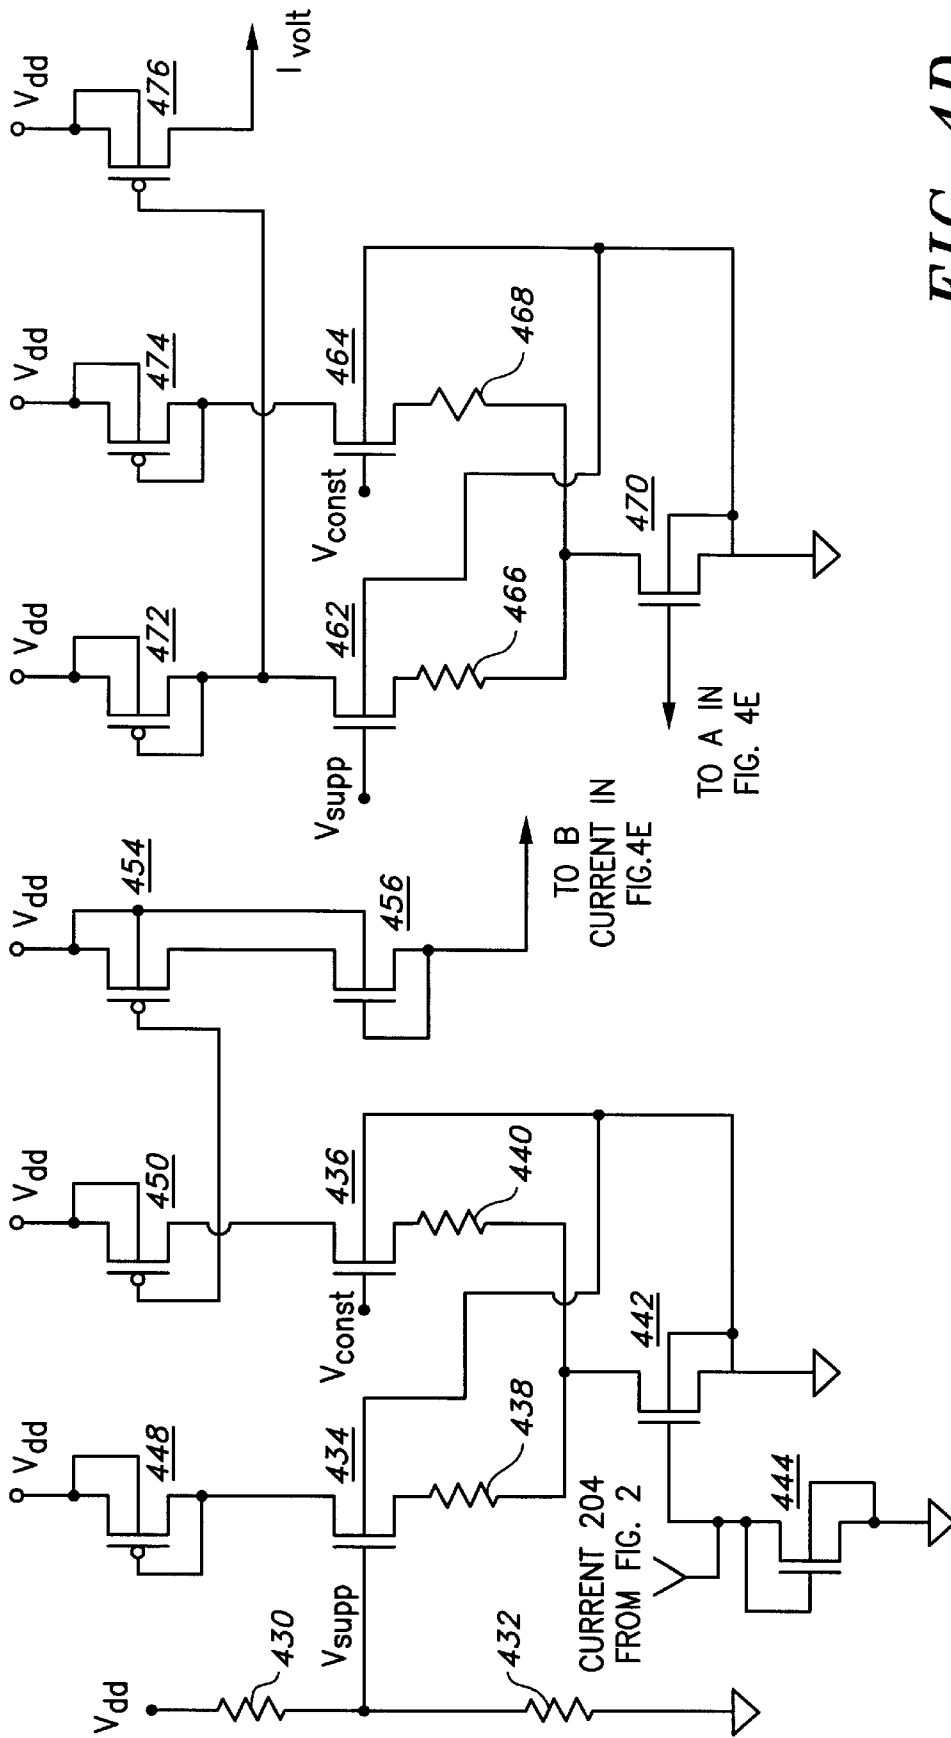 Vdd
Vdd
Vdd
Vdd
Vdd
Vdd
Vdd
448
450
454
472
474
476
430
Vsupp
434
Vconst
436
456
Vsupp
462
Vconst
464
Ivolt
432
438
440
466
468
CURRENT 204
FROM FIG. 2
TO B
CURRENT IN
FIG.4E
442
470
444
TO A IN
FIG. 4E
FIG